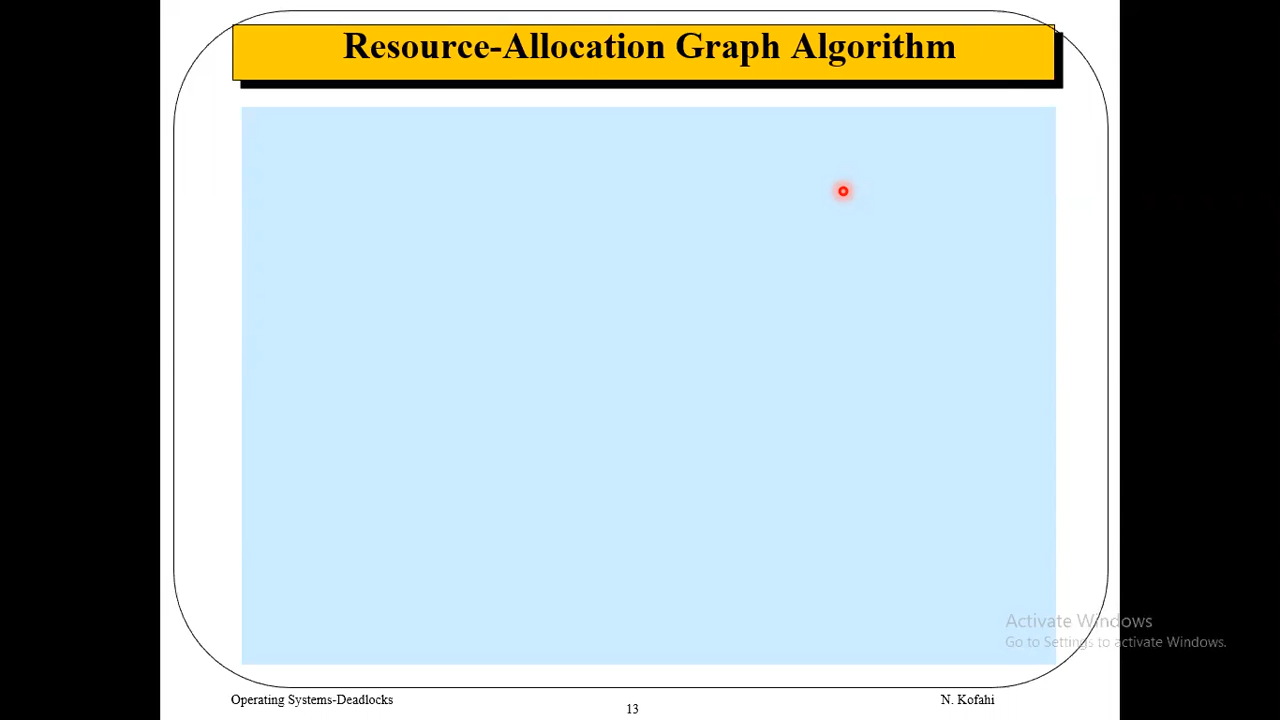 Resource-Allocation Graph Algorithm
Activate Windows
Go to Settings to activate Windows.
Operating Systems-Deadlocks
N. Kofahi
13